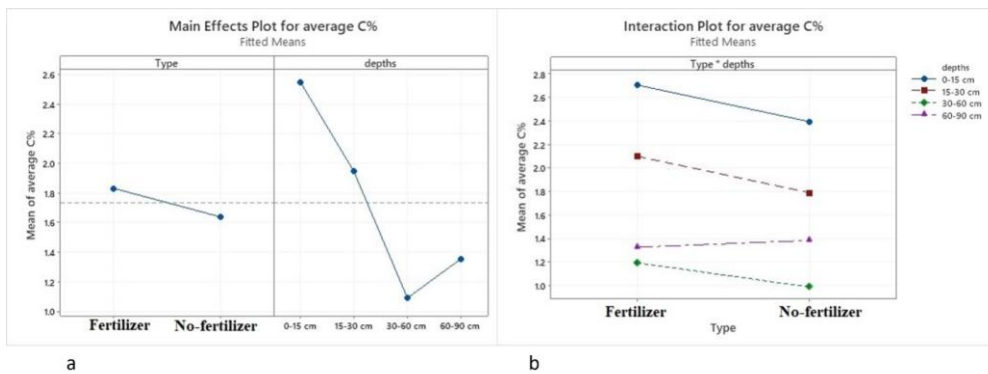 Main Effects Plot for average C%
Fitted Means
Type
depths
Mean of average C%
2.6
2.4
2.2
2.0
1.8
1.6
1.4
1.2
1.0
Fertilizer
No-fertilizer
0-15 cm
15-30 cm
30-60 cm
60-90 cm
a
Interaction Plot for average C%
Fitted Means
Type * depths
Mean of average C%
2.8
2.6
2.4
2.2
2.0
1.8
1.6
1.4
1.2
1.0
Fertilizer
No-fertilizer
Type
depths
0-15 cm
15-30 cm
30-60 cm
60-90 cm
b